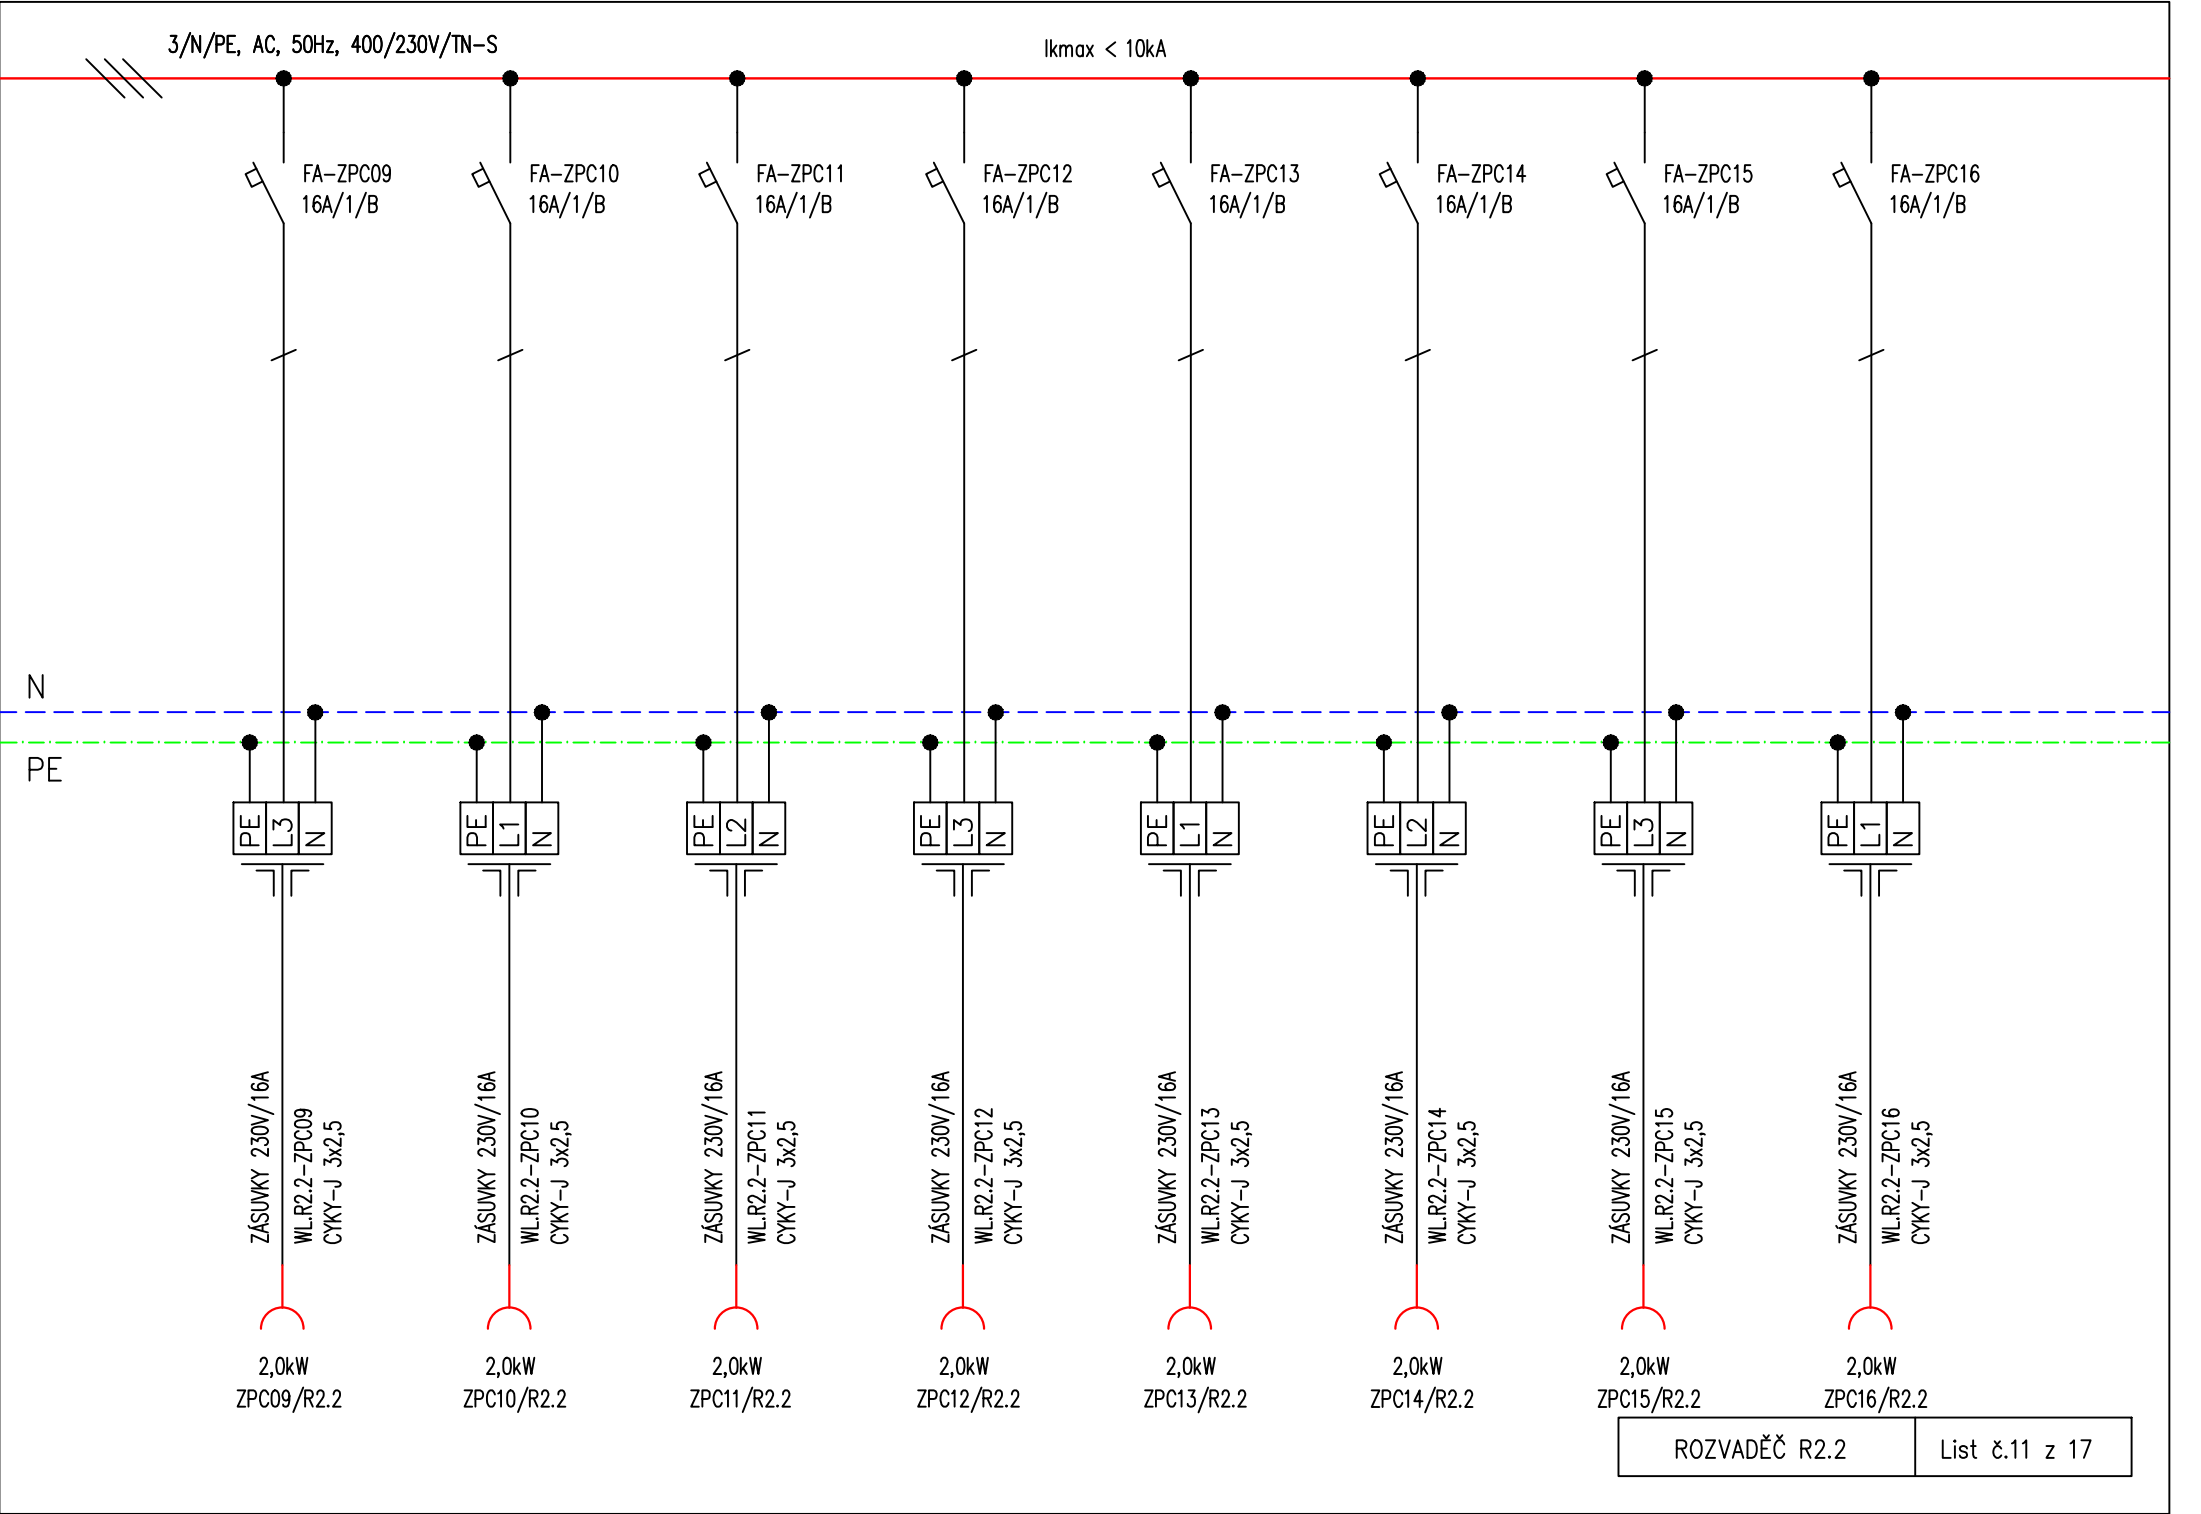 3/N/PE, AC, 50Hz, 400/230V/TN-S
Ikmax < 10kA
FA-ZPC09
16A/1/B
FA-ZPC10
16A/1/B
FA-ZPC11
16A/1/B
FA-ZPC12
16A/1/B
FA-ZPC13
16A/1/B
FA-ZPC14
16A/1/B
FA-ZPC15
16A/1/B
FA-ZPC16
16A/1/B
N
PE
PE L3 N
PE L1 N
PE L2 N
PE L3 N
PE L1 N
PE L2 N
PE L3 N
PE L1 N
ZÁSUVKY 230V/16A
WL.R2.2-ZPC09
CYKY-J 3x2,5
ZÁSUVKY 230V/16A
WL.R2.2-ZPC10
CYKY-J 3x2,5
ZÁSUVKY 230V/16A
WL.R2.2-ZPC11
CYKY-J 3x2,5
ZÁSUVKY 230V/16A
WL.R2.2-ZPC12
CYKY-J 3x2,5
ZÁSUVKY 230V/16A
WL.R2.2-ZPC13
CYKY-J 3x2,5
ZÁSUVKY 230V/16A
WL.R2.2-ZPC14
CYKY-J 3x2,5
ZÁSUVKY 230V/16A
WL.R2.2-ZPC15
CYKY-J 3x2,5
ZÁSUVKY 230V/16A
WL.R2.2-ZPC16
CYKY-J 3x2,5
2,0kW
ZPC09/R2.2
2,0kW
ZPC10/R2.2
2,0kW
ZPC11/R2.2
2,0kW
ZPC12/R2.2
2,0kW
ZPC13/R2.2
2,0kW
ZPC14/R2.2
2,0kW
ZPC15/R2.2
2,0kW
ZPC16/R2.2
ROZVADĚČ R2.2
List č.11 z 17